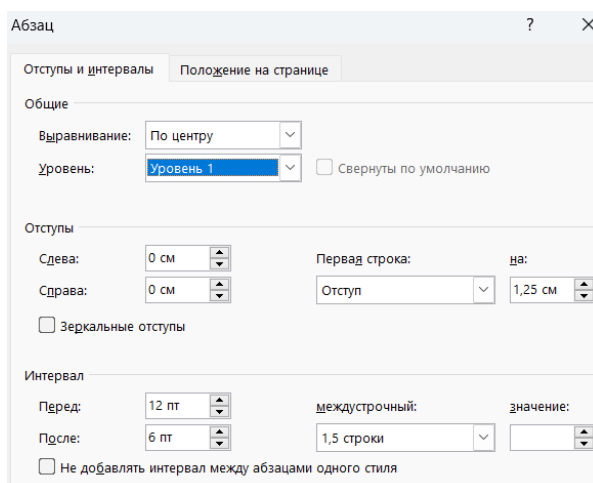 Абзац ?
Отступы и интервалы Положение на странице
Общие
Выравнивание: По центру
Уровень: Уровень 1 Свернуты по умолчанию
Отступы
Слева: 0 см Первая строка: на:
Справа: 0 см Отступ 1,25 см
Зеркальные отступы
Интервал
Перед: 12 пт междустрочный: значение:
После: 6 пт 1,5 строки
Не добавлять интервал между абзацами одного стиля